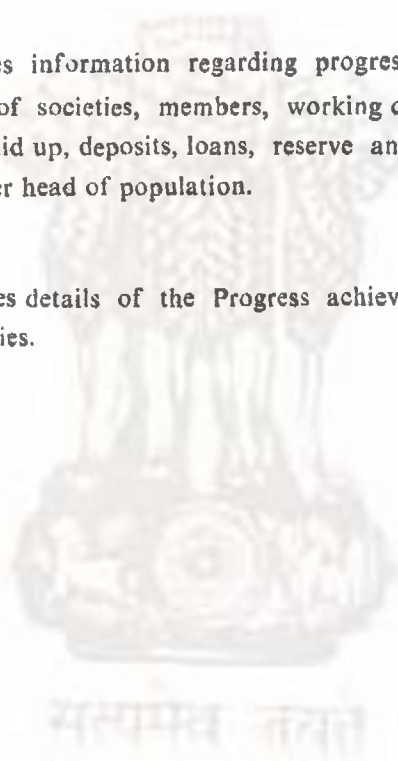 es information regarding progres
of societies, members, working c
id up, deposits, loans, reserve an
er head of population.
es details of the Progress achiev
ies.
सत्यमेव जयते